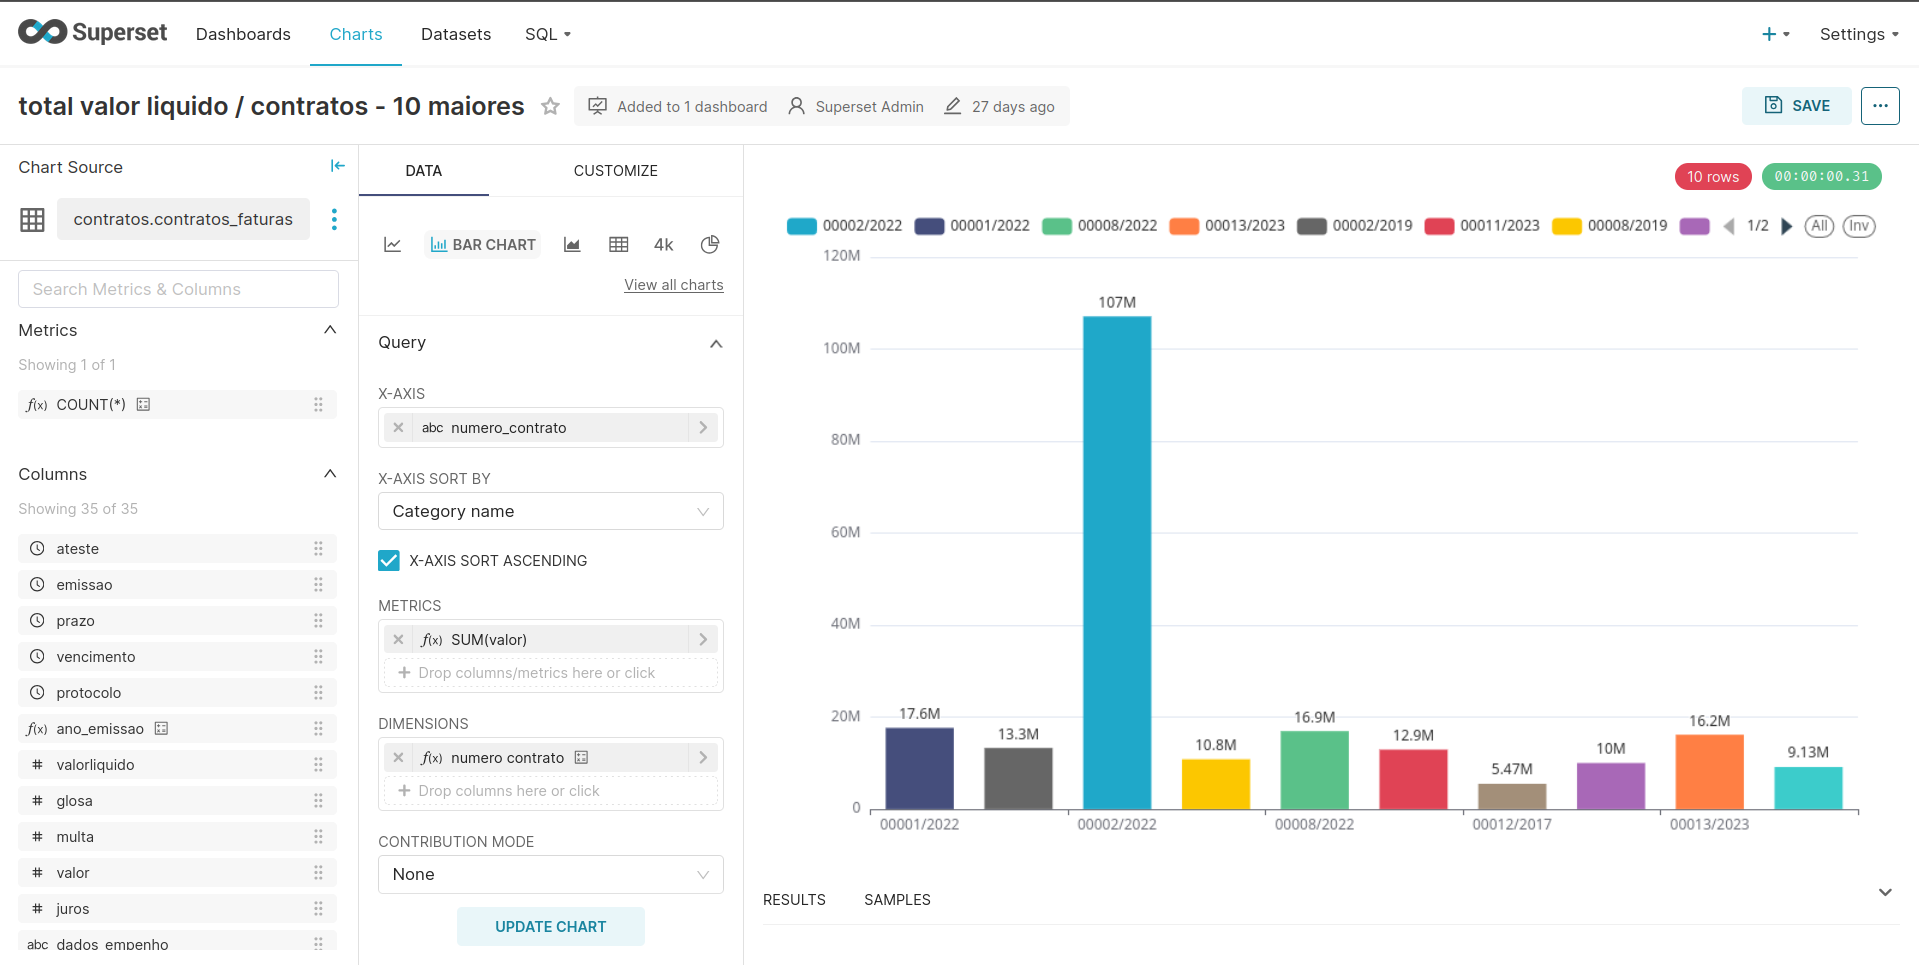 Superset
Dashboards
Charts
Datasets
SQL
+
Settings
total valor liquido / contratos - 10 maiores
Added to 1 dashboard
Superset Admin
27 days ago
SAVE
...
Chart Source
contratos.contratos_faturas
Search Metrics & Columns
Metrics
Showing 1 of 1
f(x) COUNT(*)
Columns
Showing 35 of 35
ateste
emissao
prazo
vencimento
protocolo
f(x) ano_emissao
# valorliquido
# glosa
# multa
# valor
# juros
abc dados_empenho
DATA
CUSTOMIZE
BAR CHART
4k
View all charts
Query
X-AXIS
abc numero_contrato
X-AXIS SORT BY
Category name
X-AXIS SORT ASCENDING
METRICS
f(x) SUM(valor)
+ Drop columns/metrics here or click
DIMENSIONS
f(x) numero contrato
+ Drop columns here or click
CONTRIBUTION MODE
None
UPDATE CHART
10 rows
00:00:00.31
00002/2022
00001/2022
00008/2022
00013/2023
00002/2019
00011/2023
00008/2019
1/2
All
Inv
120M
100M
80M
60M
40M
20M
0
17.6M
13.3M
107M
10.8M
16.9M
12.9M
5.47M
10M
16.2M
9.13M
00001/2022
00002/2022
00008/2022
00012/2017
00013/2023
RESULTS
SAMPLES